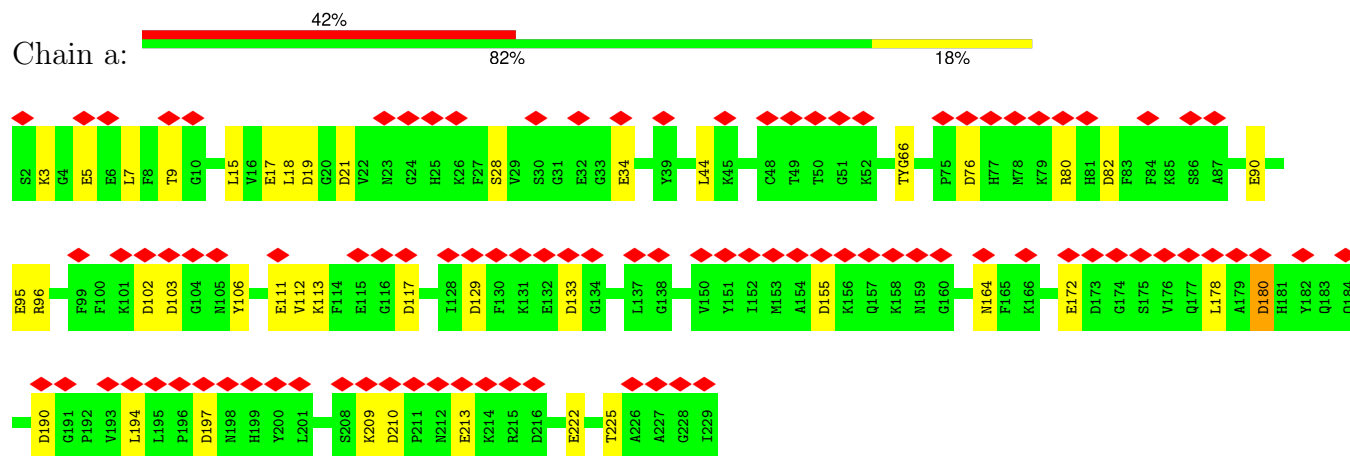 42%
Chain a:
82% 18%
S2 K3 G4 E5 E6 L7 F8 T9 G10 L15 V16 E17 L18 D19 G20 D21 V22 N23 G24 H25 K26 F27 S28 V29 S30 G31 E32 G33 E34 Y39 L44 K45 C48 T49 T50 G51 K52 TYG66 P75 D76 H77 M78 K79 R80 H81 D82 F83 F84 K85 S86 A87 E90
E95 R96 F99 F100 K101 D102 D103 G104 N105 Y106 E111 V112 K113 F114 E115 G116 D117 I128 D129 F130 K131 E132 D133 G134 L137 G138 V150 Y151 I152 M153 A154 D155 K156 Q157 K158 N159 G160 N164 F165 K166 E172 D173 G174 S175 V176 Q177 L178 A179 D180 H181 Y182 Q183 Q184
D190 G191 P192 V193 L194 L195 P196 D197 N198 H199 Y200 L201 S208 K209 D210 P211 N212 E213 K214 R215 D216 E222 T225 A226 A227 G228 I229